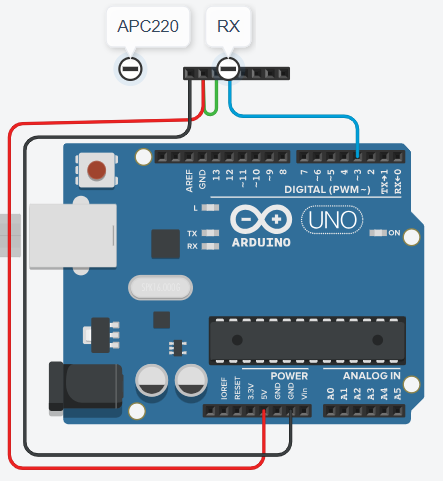 APC220
RX
AREF
GND
13
12
~11
~10
~9
8
7
~6
~5
4
~3
2
TX→1
RX←0
DIGITAL (PWM~)
L
TX
RX
ARDUINO
UNO
ON
POWER
ANALOG IN
IOREF
RESET
3.3V
5V
GND
GND
Vin
A0
A1
A2
A3
A4
A5